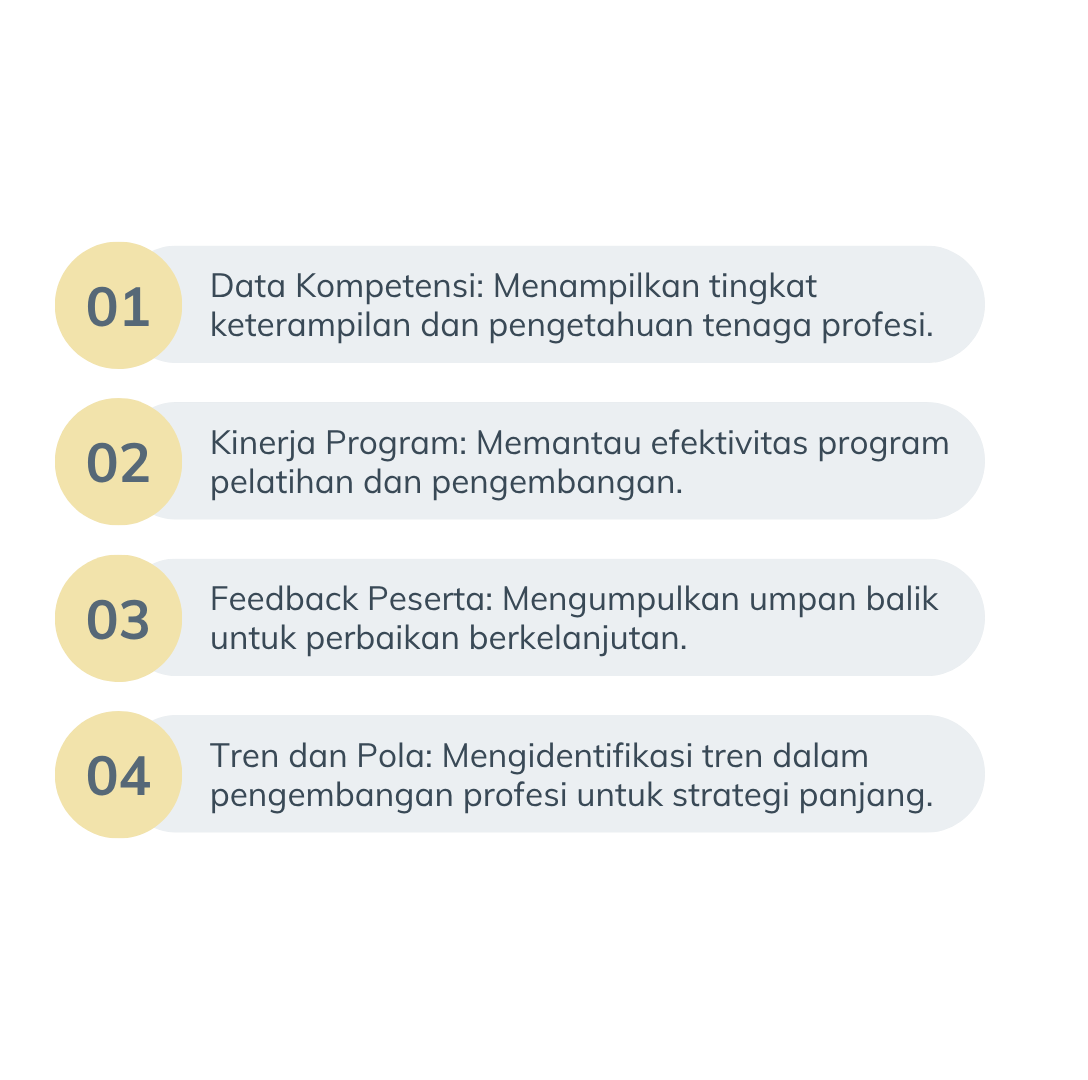 01
Data Kompetensi: Menampilkan tingkat
keterampilan dan pengetahuan tenaga profesi.
02
Kinerja Program: Memantau efektivitas program
pelatihan dan pengembangan.
03
Feedback Peserta: Mengumpulkan umpan balik
untuk perbaikan berkelanjutan.
04
Tren dan Pola: Mengidentifikasi tren dalam
pengembangan profesi untuk strategi panjang.